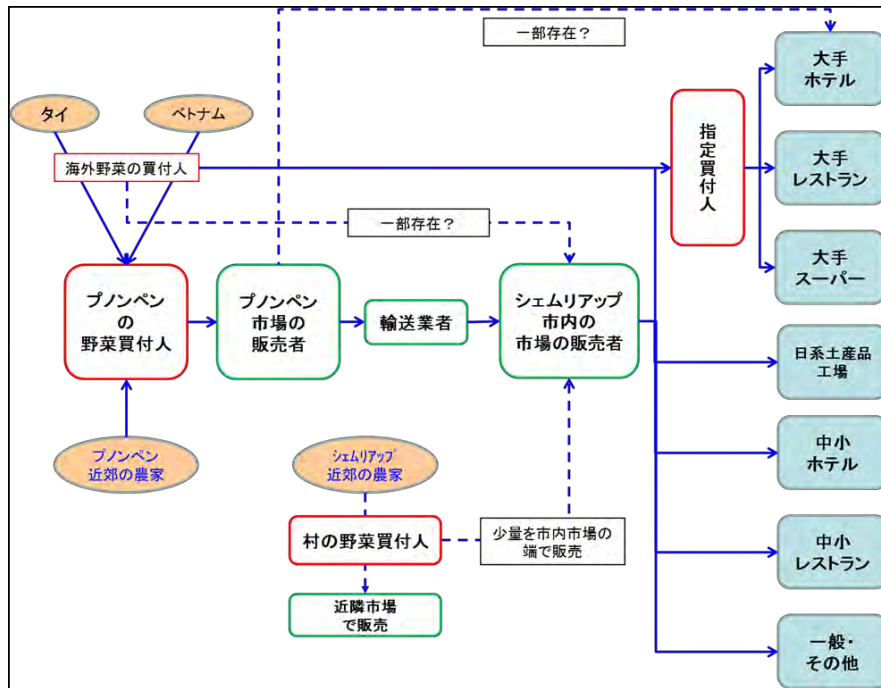 一部存在？
大手
ホテル
タイ
ベトナム
指定買付人
海外野菜の買付人
大手
レストラン
一部存在？
大手
スーパー
プノンペン
の
野菜買付人
プノンペン
市場の
販売者
輸送業者
シェムリアップ
市内の
市場の販売者
日系土産品
工場
プノンペン
近郊の農家
シェムリアップ
近郊の農家
中小
ホテル
村の野菜買付人
少量を市内市場の
端で販売
中小
レストラン
近隣市場
で販売
一般・
その他